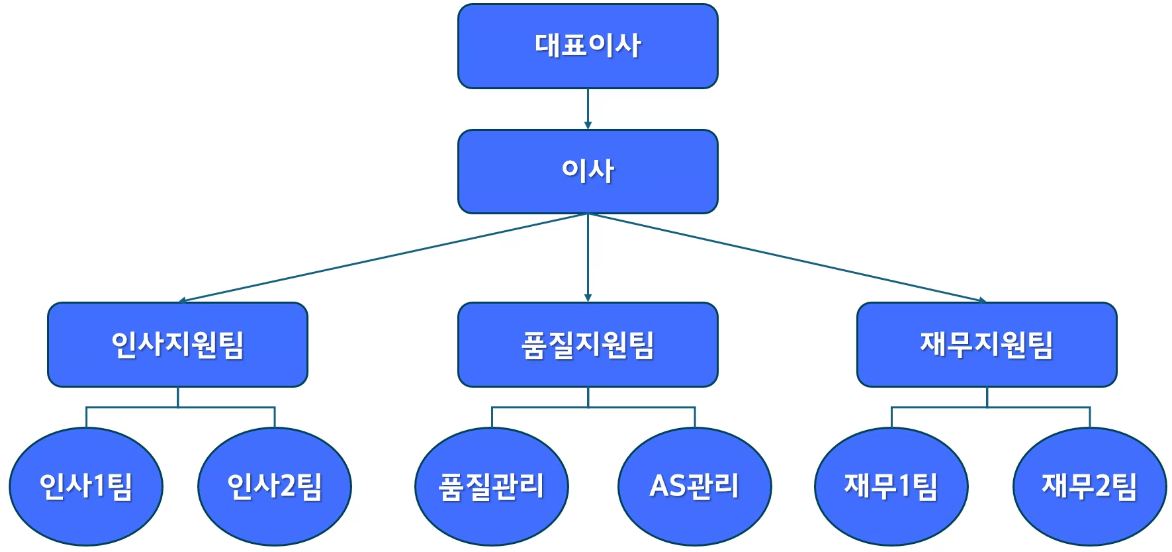 대표이사
이사
인사지원팀
품질지원팀
재무지원팀
인사1팀
인사2팀
품질관리
AS관리
재무1팀
재무2팀